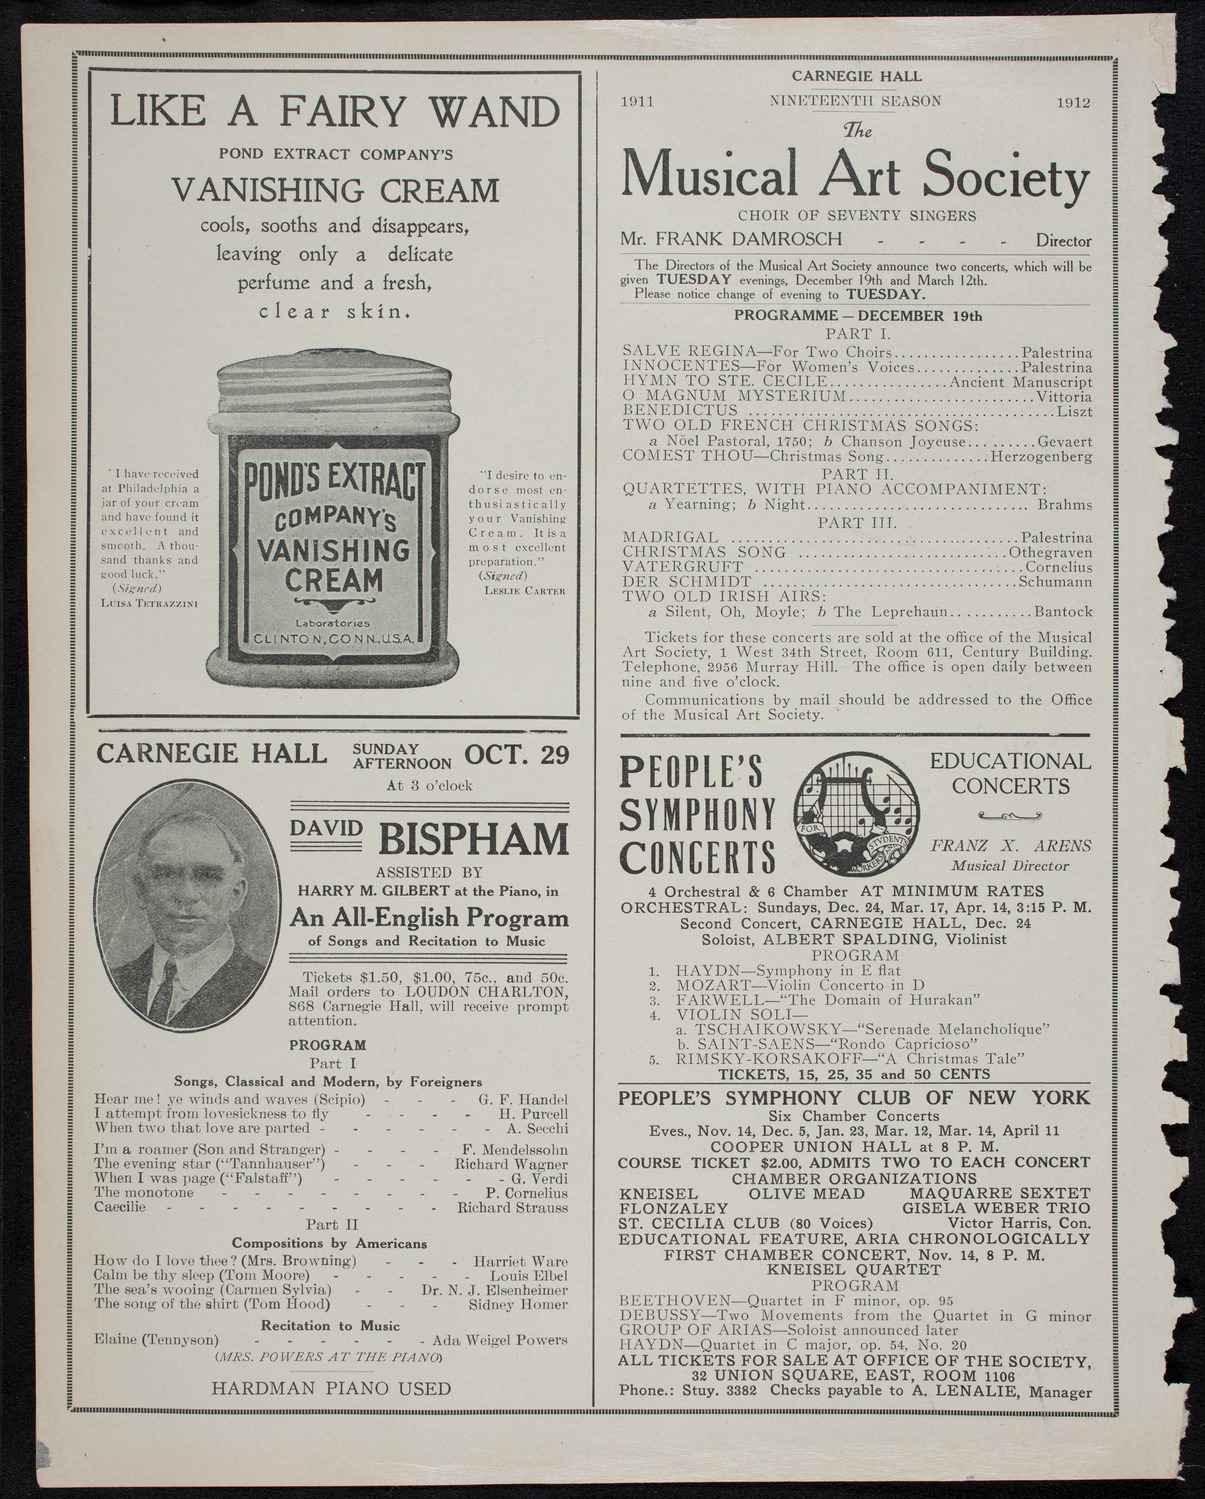 LIKE A FAIRY WAND
POND EXTRACT COMPANY'S
VANISHING CREAM
cools, sooths and disappears,
leaving only a delicate
perfume and a fresh,
clear skin.
"I have received
at Philadelphia a
jar of your cream
and have found it
excellent and
smooth. A thou-
sand thanks and
good luck."
(Signed)
LUISA TETRAZZINI
POND'S EXTRACT
COMPANY'S
VANISHING
CREAM
Laboratories
CLINTON, CONN., U.S.A.
"I desire to en-
dorse most en-
thusiastically
your Vanishing
Cream. It is a
most excellent
preparation."
(Signed)
LESLIE CARTER
CARNEGIE HALL SUNDAY AFTERNOON OCT. 29
At 3 o'clock
DAVID BISPHAM
ASSISTED BY
HARRY M. GILBERT at the Piano, in
An All-English Program
of Songs and Recitation to Music
Tickets $1.50, $1.00, 75c., and 50c.
Mail orders to LOUDON CHARLTON,
868 Carnegie Hall, will receive prompt
attention.
PROGRAM
Part I
Songs, Classical and Modern, by Foreigners
Hear me! ye winds and waves (Scipio) - - - G. F. Handel
I attempt from lovesickness to fly - - - - H. Purcell
When two that love are parted - - - - - - A. Secchi
I'm a roamer (Son and Stranger) - - - - F. Mendelssohn
The evening star ("Tannhauser") - - - Richard Wagner
When I was page ("Falstaff") - - - - - - G. Verdi
The monotone - - - - - - - - P. Cornelius
Caecilie - - - - - - - - - Richard Strauss
Part II
Compositions by Americans
How do I love thee? (Mrs. Browning) - - - Harriet Ware
Calm be thy sleep (Tom Moore) - - - - - Louis Elbel
The sea's wooing (Carmen Sylvia) - - Dr. N. J. Elsenheimer
The song of the shirt (Tom Hood) - - - Sidney Homer
Recitation to Music
Elaine (Tennyson) - - - - - - Ada Weigel Powers
(MRS. POWERS AT THE PIANO)
HARDMAN PIANO USED
CARNEGIE HALL
1911 NINETEENTH SEASON 1912
The
Musical Art Society
CHOIR OF SEVENTY SINGERS
Mr. FRANK DAMROSCH - - - - Director
The Directors of the Musical Art Society announce two concerts, which will be
given TUESDAY evenings, December 19th and March 12th.
Please notice change of evening to TUESDAY.
PROGRAMME—DECEMBER 19th
PART I.
SALVE REGINA—For Two Choirs.................Palestrina
INNOCENTES—For Women's Voices..............Palestrina
HYMN TO STE. CECILE................Ancient Manuscript
O MAGNUM MYSTERIUM.........................Vittoria
BENEDICTUS .........................................Liszt
TWO OLD FRENCH CHRISTMAS SONGS:
a Nöel Pastoral, 1750; b Chanson Joyeuse.........Gevaert
COMEST THOU—Christmas Song..............Herzogenberg
PART II.
QUARTETTES, WITH PIANO ACCOMPANIMENT:
a Yearning; b Night.............................. Brahms
PART III.
MADRIGAL ......................................Palestrina
CHRISTMAS SONG ............................Othegraven
VATERGRUFT ....................................Cornelius
DER SCHMIDT ..................................Schumann
TWO OLD IRISH AIRS:
a Silent, Oh, Moyle; b The Leprehaun...........Bantock
Tickets for these concerts are sold at the office of the Musical
Art Society, 1 West 34th Street, Room 611, Century Building.
Telephone, 2956 Murray Hill. The office is open daily between
nine and five o'clock.
Communications by mail should be addressed to the Office
of the Musical Art Society.
PEOPLE'S
SYMPHONY
CONCERTS
FOR
STUDENTS
WORKERS
EDUCATIONAL
CONCERTS
FRANZ X. ARENS
Musical Director
4 Orchestral & 6 Chamber AT MINIMUM RATES
ORCHESTRAL: Sundays, Dec. 24, Mar. 17, Apr. 14, 3:15 P. M.
Second Concert, CARNEGIE HALL, Dec. 24
Soloist, ALBERT SPALDING, Violinist
PROGRAM
1. HAYDN—Symphony in E flat
2. MOZART—Violin Concerto in D
3. FARWELL—"The Domain of Hurakan"
4. VIOLIN SOLI—
a. TSCHAIKOWSKY—"Serenade Melancholique"
b. SAINT-SAENS—"Rondo Capricioso"
5. RIMSKY-KORSAKOFF—"A Christmas Tale"
TICKETS, 15, 25, 35 and 50 CENTS
PEOPLE'S SYMPHONY CLUB OF NEW YORK
Six Chamber Concerts
Eves., Nov. 14, Dec. 5, Jan. 23, Mar. 12, Mar. 14, April 11
COOPER UNION HALL at 8 P. M.
COURSE TICKET $2.00, ADMITS TWO TO EACH CONCERT
CHAMBER ORGANIZATIONS
KNEISEL OLIVE MEAD MAQUARRE SEXTET
FLONZALEY GISELA WEBER TRIO
ST. CECILIA CLUB (80 Voices) Victor Harris, Con.
EDUCATIONAL FEATURE, ARIA CHRONOLOGICALLY
FIRST CHAMBER CONCERT, Nov. 14, 8 P. M.
KNEISEL QUARTET
PROGRAM
BEETHOVEN—Quartet in F minor, op. 95
DEBUSSY—Two Movements from the Quartet in G minor
GROUP OF ARIAS—Soloist announced later
HAYDN—Quartet in C major, op. 54, No. 20
ALL TICKETS FOR SALE AT OFFICE OF THE SOCIETY,
32 UNION SQUARE, EAST, ROOM 1106
Phone.: Stuy. 3382 Checks payable to A. LENALIE, Manager